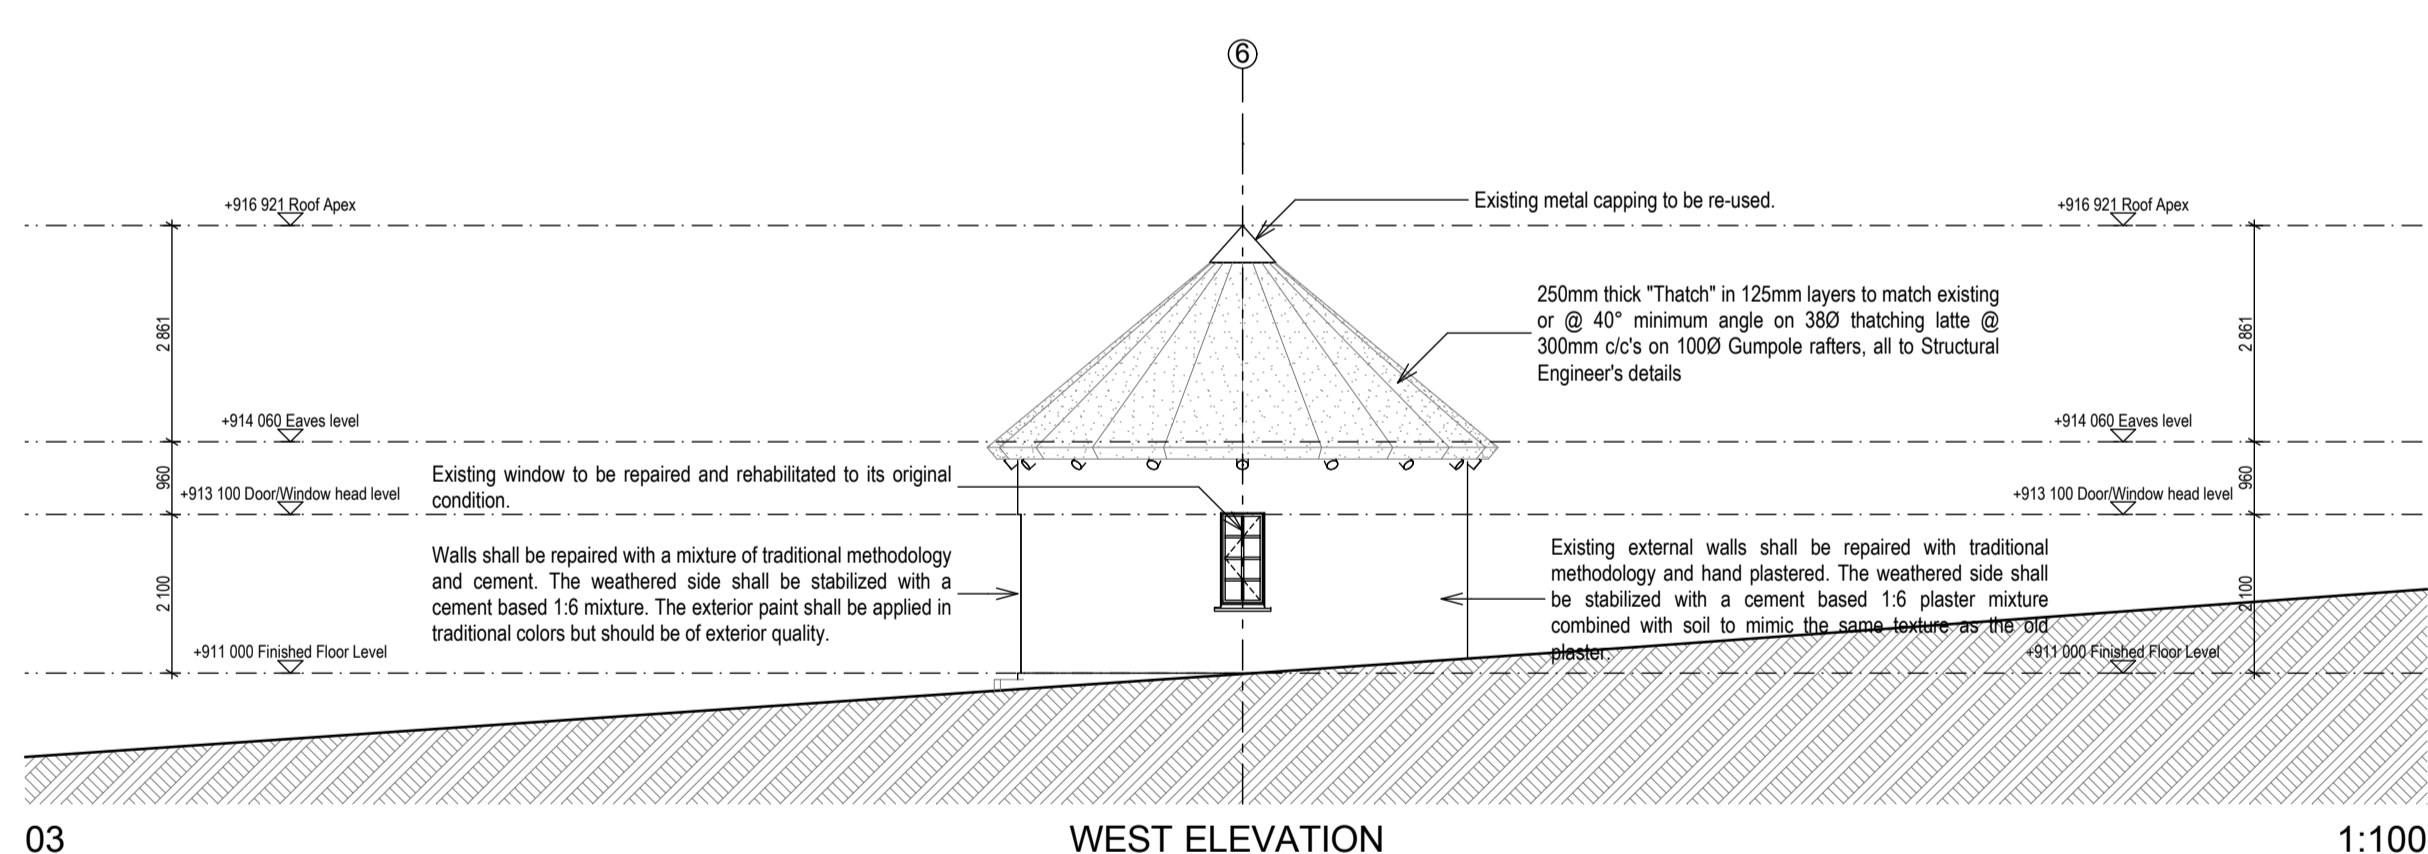 6
+916 921 Roof Apex
Existing metal capping to be re-used.
+916 921 Roof Apex
2 861
250mm thick "Thatch" in 125mm layers to match existing
or @ 40° minimum angle on 38Ø thatching latte @
300mm c/c's on 100Ø Gumpole rafters, all to Structural
Engineer's details
2 861
+914 060 Eaves level
+914 060 Eaves level
960
Existing window to be repaired and rehabilitated to its original
condition.
960
+913 100 Door/Window head level
+913 100 Door/Window head level
2 100
Walls shall be repaired with a mixture of traditional methodology
and cement. The weathered side shall be stabilized with a
cement based 1:6 mixture. The exterior paint shall be applied in
traditional colors but should be of exterior quality.
Existing external walls shall be repaired with traditional
methodology and hand plastered. The weathered side shall
be stabilized with a cement based 1:6 plaster mixture
combined with soil to mimic the same texture as the old
plaster.
2 100
+911 000 Finished Floor Level
+911 000 Finished Floor Level
03
WEST ELEVATION
1:100